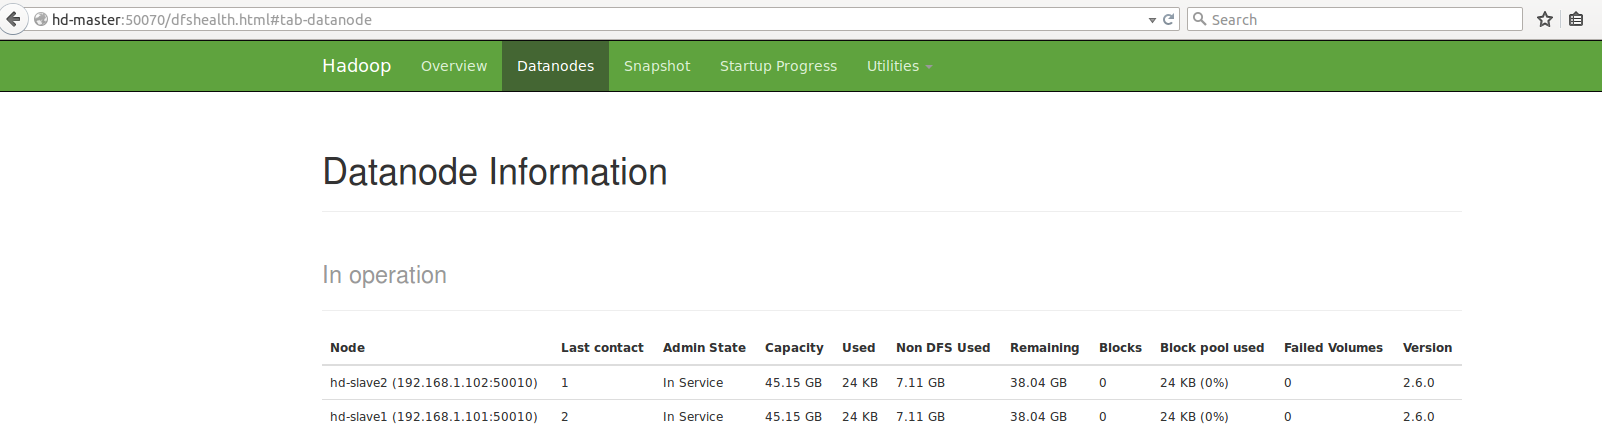 hd-master:50070/dfshealth.html#tab-datanode Search
Hadoop Overview Datanodes Snapshot Startup Progress Utilities
Datanode Information
In operation
Node Last contact Admin State Capacity Used Non DFS Used Remaining Blocks Block pool used Failed Volumes Version
hd-slave2 (192.168.1.102:50010) 1 In Service 45.15 GB 24 KB 7.11 GB 38.04 GB 0 24 KB (0%) 0 2.6.0
hd-slave1 (192.168.1.101:50010) 2 In Service 45.15 GB 24 KB 7.11 GB 38.04 GB 0 24 KB (0%) 0 2.6.0